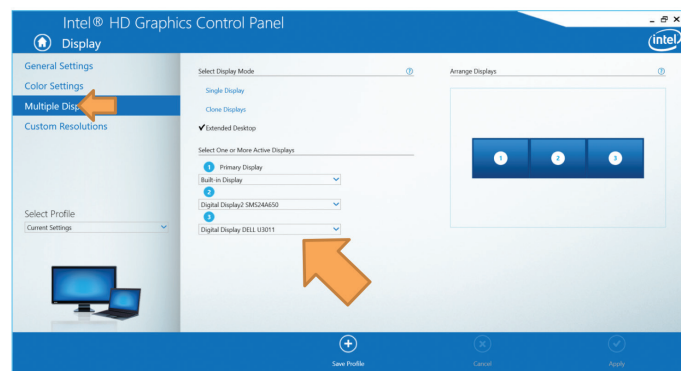 Intel® HD Graphics Control Panel
Display
intel
General Settings
Color Settings
Multiple Disp
Custom Resolutions
Select Profile
Current Settings
Select Display Mode
Single Display
Clone Displays
Extended Desktop
Select One or More Active Displays
1 Primary Display
Built-in Display
2
Digital Display2 SMS24A650
3
Digital Display DELL U3011
Arrange Displays
1 2 3
Save Profile
Cancel
Apply